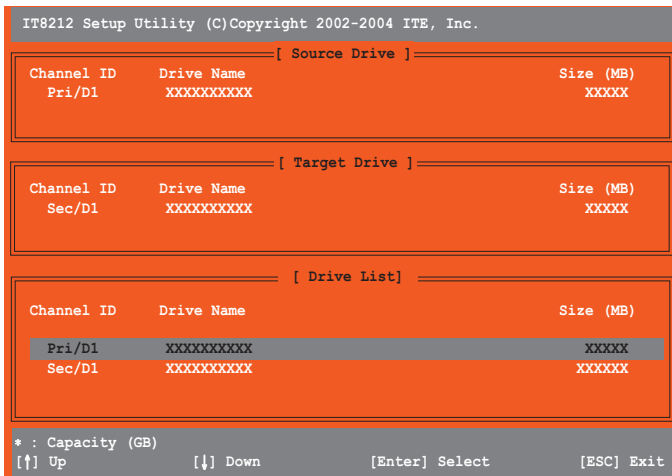 IT8212 Setup Utility (C)Copyright 2002-2004 ITE, Inc.
[ Source Drive ]
Channel ID Drive Name Size (MB)
Pri/D1 XXXXXXXXXX XXXXX
[ Target Drive ]
Channel ID Drive Name Size (MB)
Sec/D1 XXXXXXXXXX XXXXX
[ Drive List]
Channel ID Drive Name Size (MB)
Pri/D1 XXXXXXXXXX XXXXX
Sec/D1 XXXXXXXXXX XXXXXX
* : Capacity (GB)
[↑] Up [↓] Down [Enter] Select [ESC] Exit